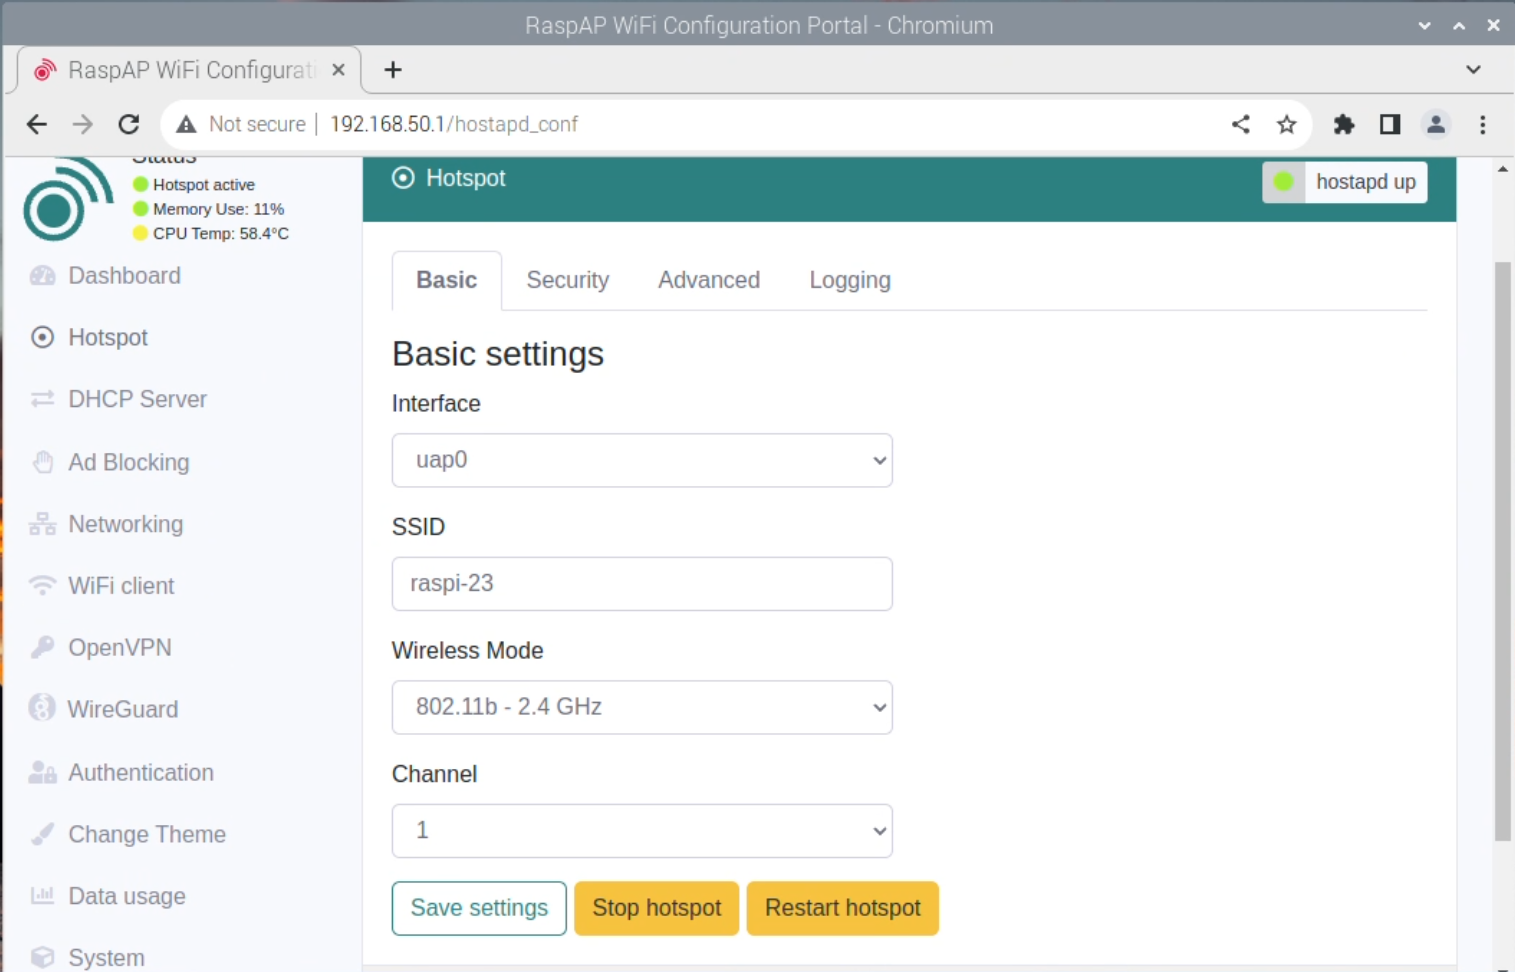 RaspAP WiFi Configuration Portal - Chromium
RaspAP WiFi Configurati
Not secure | 192.168.50.1/hostapd_conf
Status
Hotspot active
Memory Use: 11%
CPU Temp: 58.4°C
Dashboard
Hotspot
DHCP Server
Ad Blocking
Networking
WiFi client
OpenVPN
WireGuard
Authentication
Change Theme
Data usage
System
Hotspot
hostapd up
Basic
Security
Advanced
Logging
Basic settings
Interface
uap0
SSID
raspi-23
Wireless Mode
802.11b - 2.4 GHz
Channel
1
Save settings
Stop hotspot
Restart hotspot